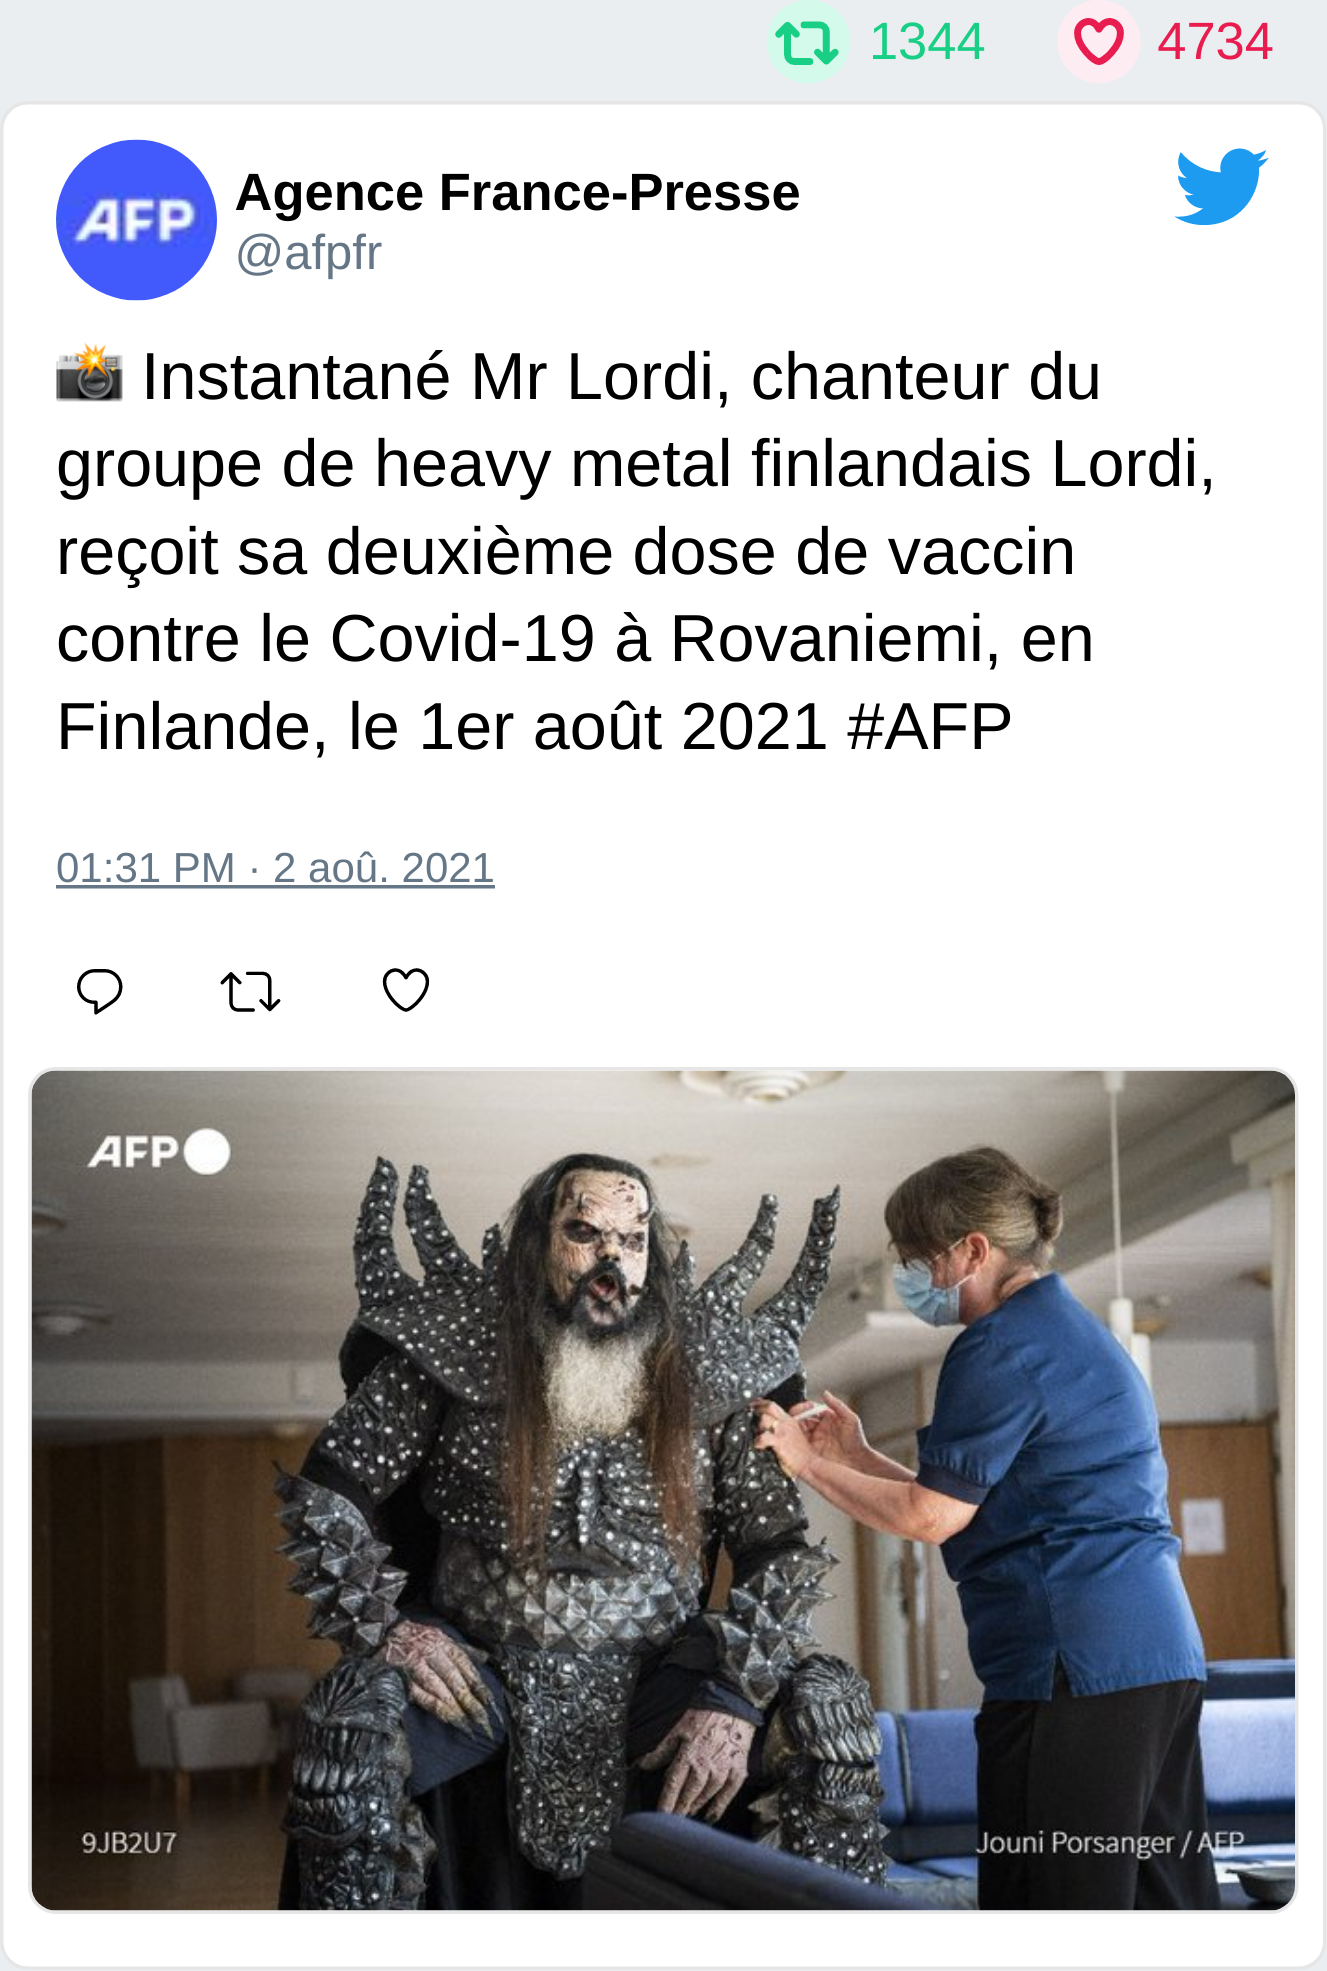 1344 4734
AFP
Agence France-Presse
@afpfr
📸 Instantané Mr Lordi, chanteur du
groupe de heavy metal finlandais Lordi,
reçoit sa deuxième dose de vaccin
contre le Covid-19 à Rovaniemi, en
Finlande, le 1er août 2021 #AFP
01:31 PM · 2 aoû. 2021
AFP
9JB2U7
Jouni Porsanger / AFP